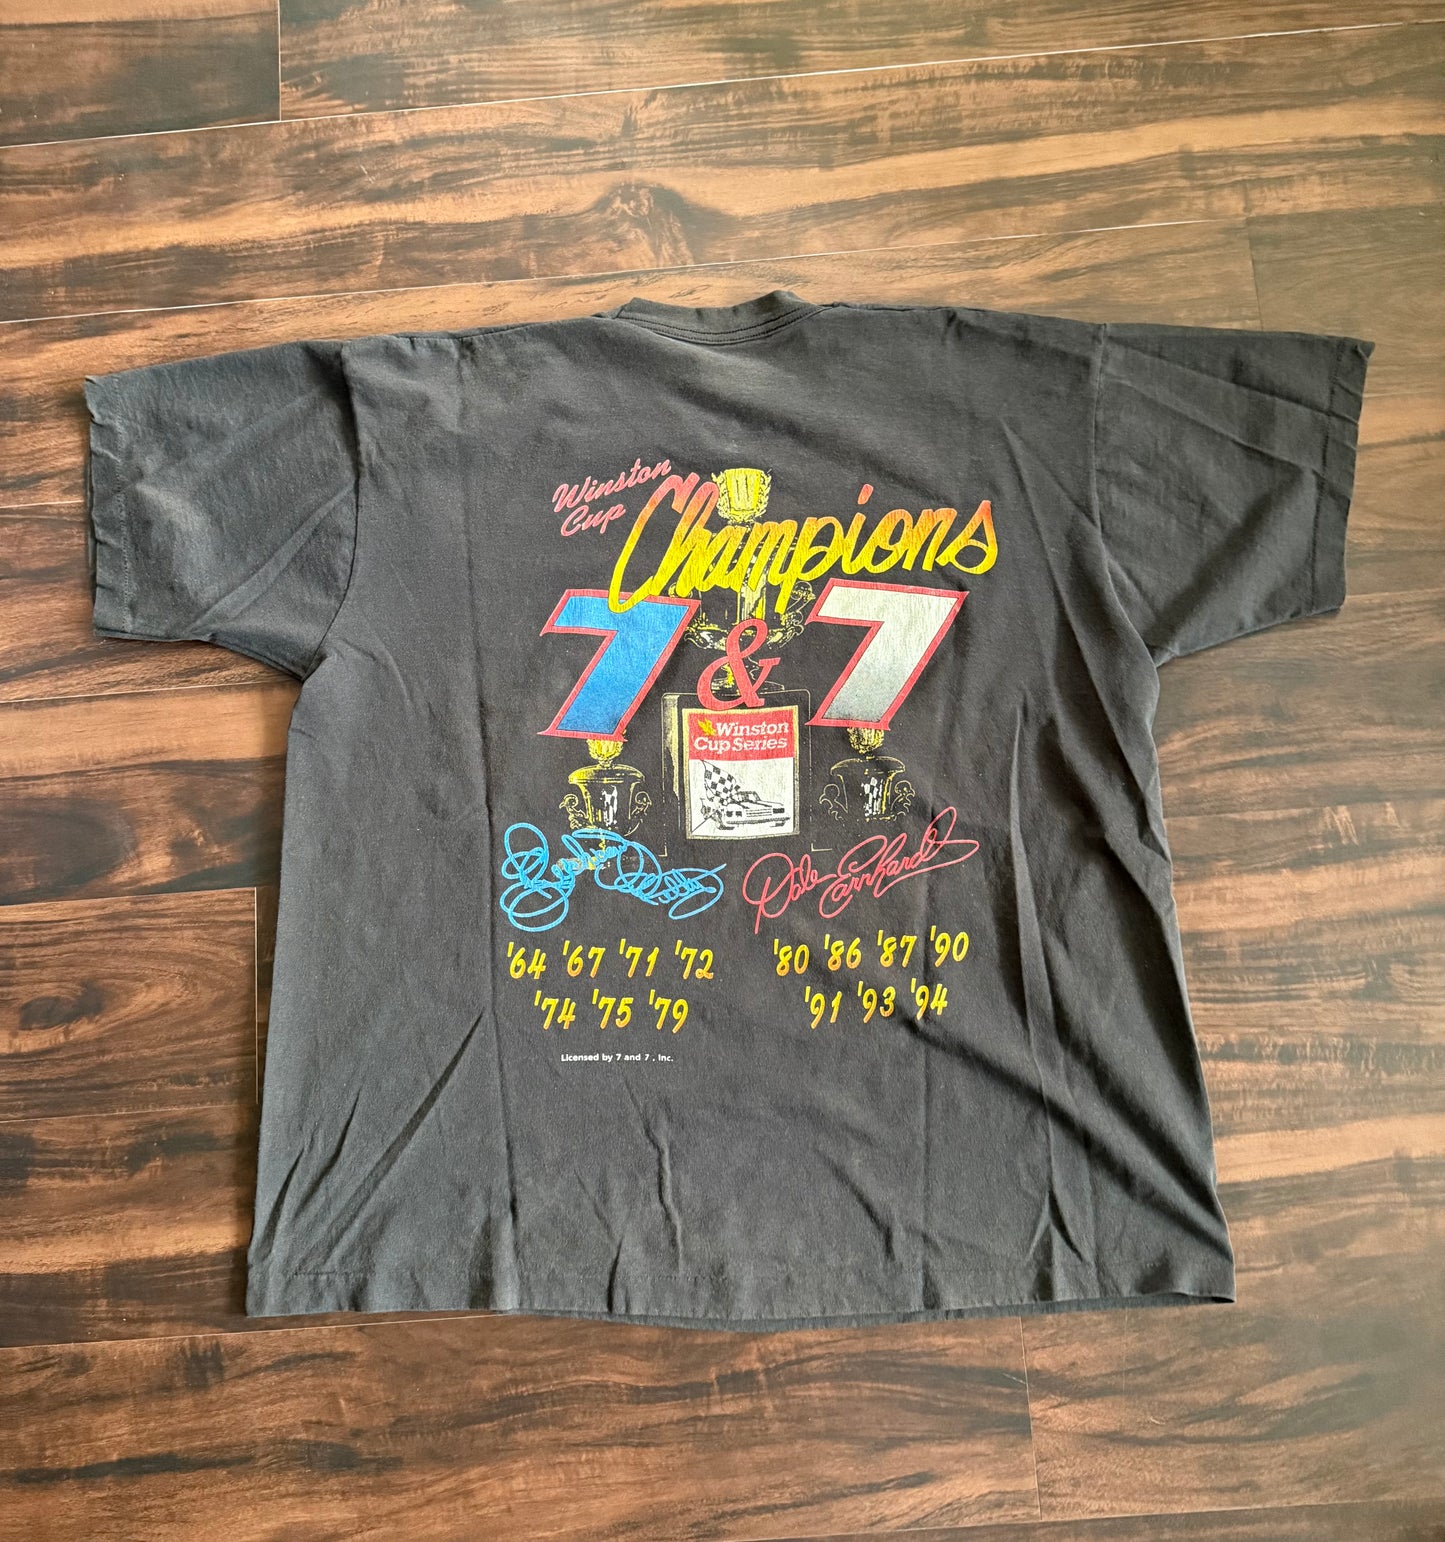 Winston
Cup
Champions
7 & 7
Winston
Cup Series
Dale Earnhardt
'64 '67 '71 '72
'74 '75 '79
'80 '86 '87 '90
'91 '93 '94
Licensed by 7 and 7 , Inc.